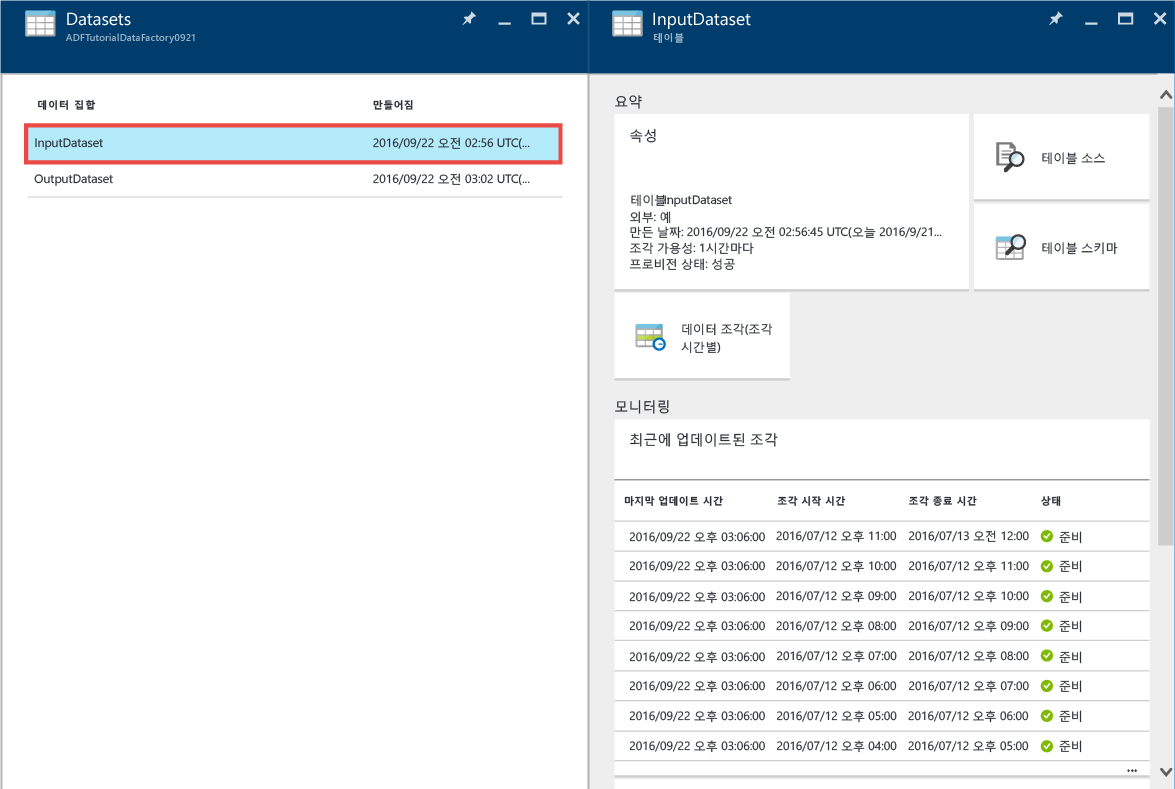 Datasets
ADFTutorialDataFactory0921
데이터 집합 만들어짐
InputDataset 2016/09/22 오전 02:56 UTC(...
OutputDataset 2016/09/22 오전 03:02 UTC(...
InputDataset
테이블
요약
속성
테이블InputDataset
외부: 예
만든 날짜: 2016/09/22 오전 02:56:45 UTC(오늘 2016/9/21...
조각 가용성: 1시간마다
프로비전 상태: 성공
테이블 소스
테이블 스키마
데이터 조각(조각
시간별)
모니터링
최근에 업데이트된 조각
마지막 업데이트 시간 조각 시작 시간 조각 종료 시간 상태
2016/09/22 오후 03:06:00 2016/07/12 오후 11:00 2016/07/13 오전 12:00 준비
2016/09/22 오후 03:06:00 2016/07/12 오후 10:00 2016/07/12 오후 11:00 준비
2016/09/22 오후 03:06:00 2016/07/12 오후 09:00 2016/07/12 오후 10:00 준비
2016/09/22 오후 03:06:00 2016/07/12 오후 08:00 2016/07/12 오후 09:00 준비
2016/09/22 오후 03:06:00 2016/07/12 오후 07:00 2016/07/12 오후 08:00 준비
2016/09/22 오후 03:06:00 2016/07/12 오후 06:00 2016/07/12 오후 07:00 준비
2016/09/22 오후 03:06:00 2016/07/12 오후 05:00 2016/07/12 오후 06:00 준비
2016/09/22 오후 03:06:00 2016/07/12 오후 04:00 2016/07/12 오후 05:00 준비
...